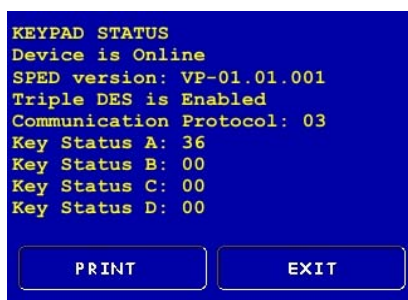 KEYPAD STATUS
Device is Online
SPED version: VP-01.01.001
Triple DES is Enabled
Communication Protocol: 03
Key Status A: 36
Key Status B: 00
Key Status C: 00
Key Status D: 00
PRINT EXIT